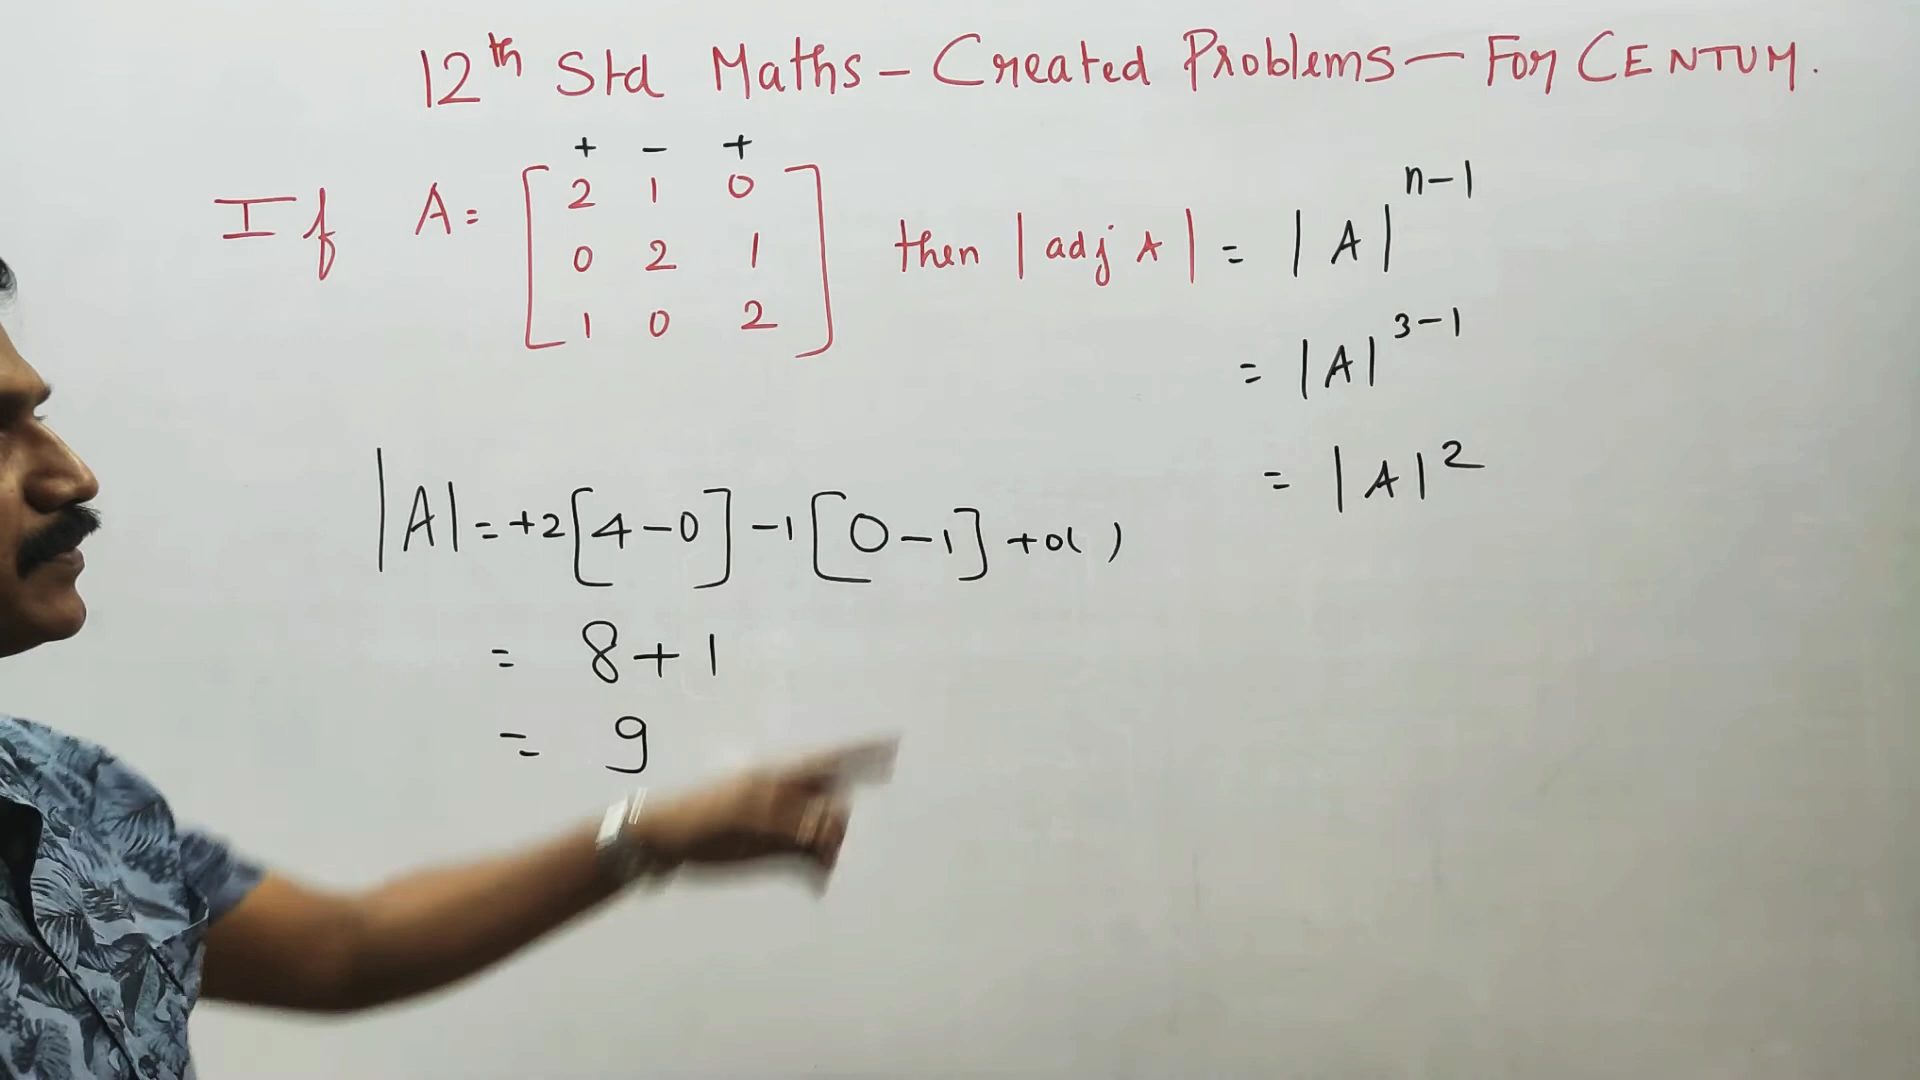 12th Std Maths - Created Problems - For CENTUM.
+ - +
If A = [ 2 1 0 then |adj A| = |A|^n-1
0 2 1
1 0 2 ]
= |A|^3-1
= |A|^2
|A| = +2[4-0] -1[0-1] +0( )
= 8+1
= 9